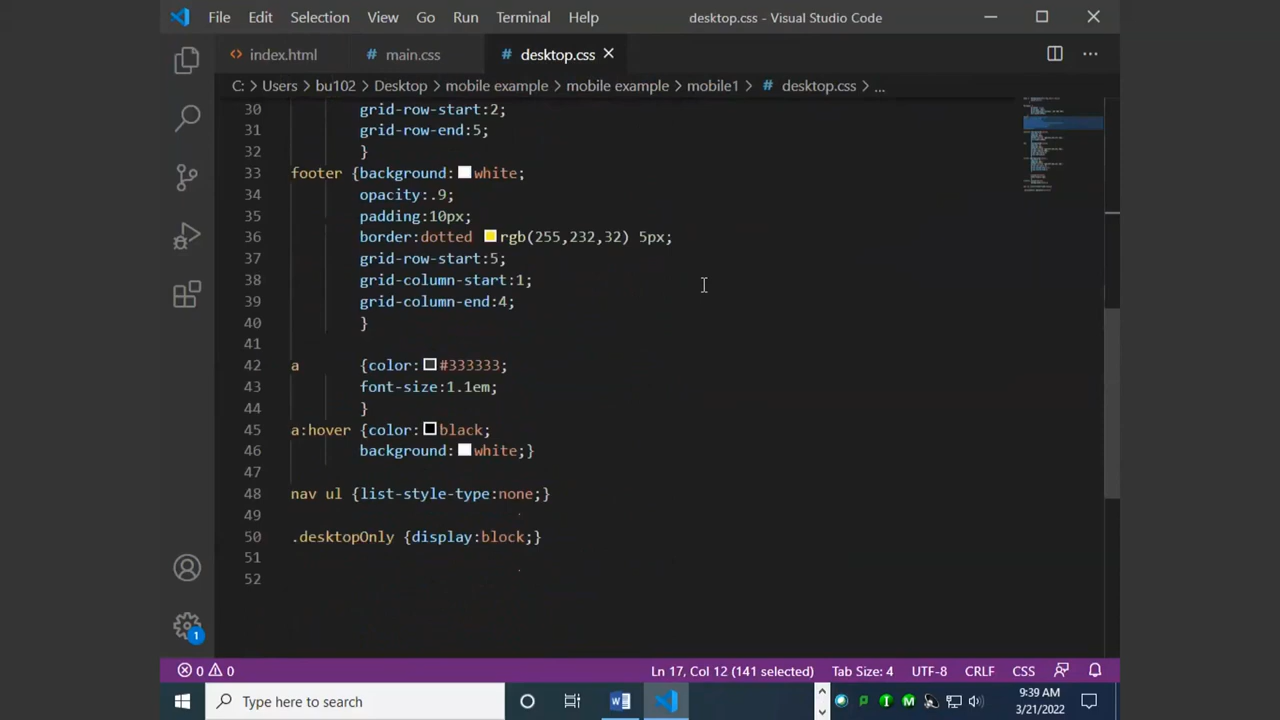 File Edit Selection View Go Run Terminal Help desktop.css - Visual Studio Code
index.html # main.css # desktop.css
C: > Users > bu102 > Desktop > mobile example > mobile example > mobile1 > # desktop.css > ...
30 grid-row-start:2;
31 grid-row-end:5;
32 }
33 footer {background:white;
34 opacity:.9;
35 padding:10px;
36 border:dotted rgb(255,232,32) 5px;
37 grid-row-start:5;
38 grid-column-start:1;
39 grid-column-end:4;
40 }
41
42 a {color:#333333;
43 font-size:1.1em;
44 }
45 a:hover {color:black;
46 background:white;}
47
48 nav ul {list-style-type:none;}
49
50 .desktopOnly {display:block;}
51
52
1
0 0 Ln 17, Col 12 (141 selected) Tab Size: 4 UTF-8 CRLF CSS
Type here to search
9:39 AM
3/21/2022